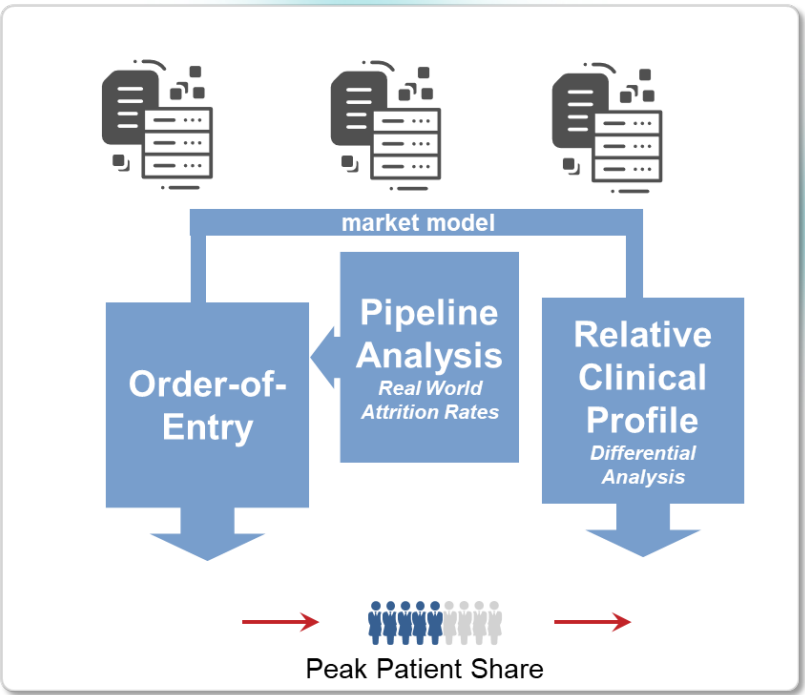 market model
Order-of-
Entry
Pipeline
Analysis
Real World
Attrition Rates
Relative
Clinical
Profile
Differential
Analysis
Peak Patient Share